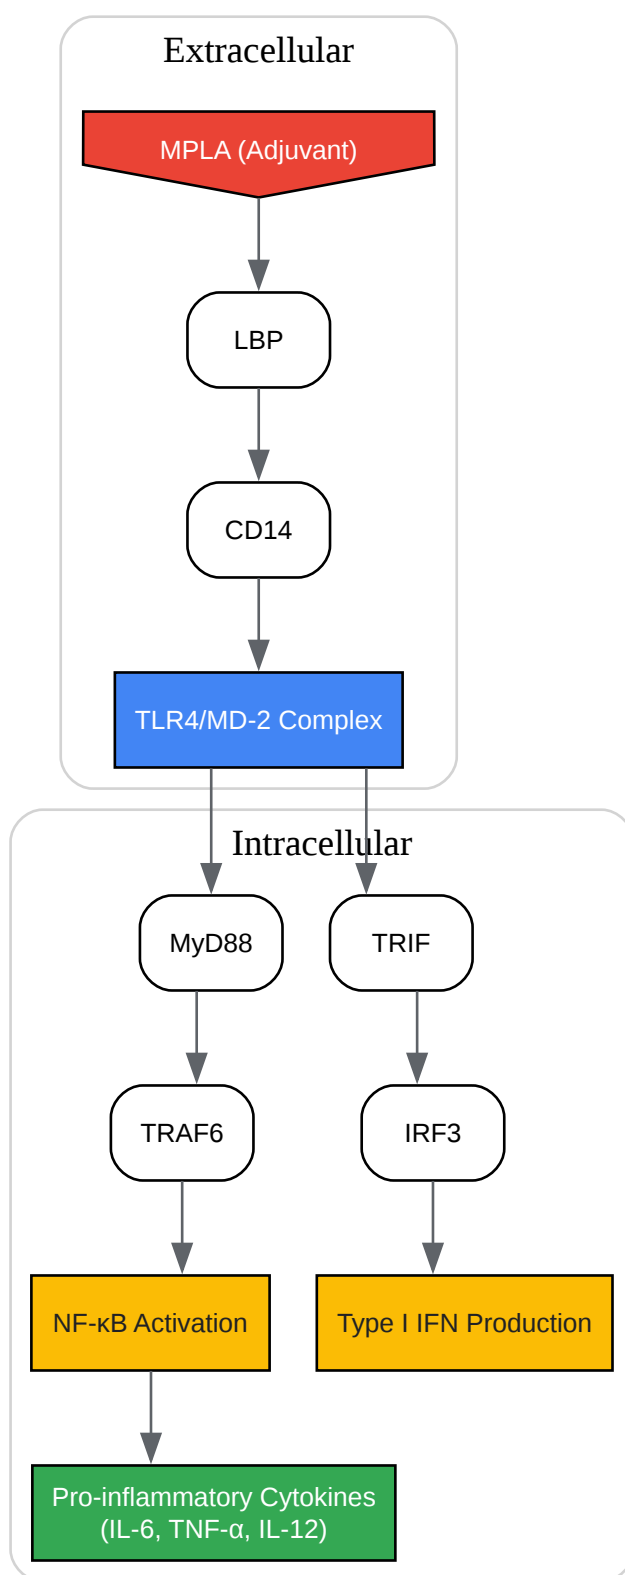 Extracellular
MPLA (Adjuvant)
LBP
CD14
TLR4/MD-2 Complex
Intracellular
MyD88
TRIF
TRAF6
IRF3
NF-κB Activation
Type I IFN Production
Pro-inflammatory Cytokines
(IL-6, TNF-α, IL-12)